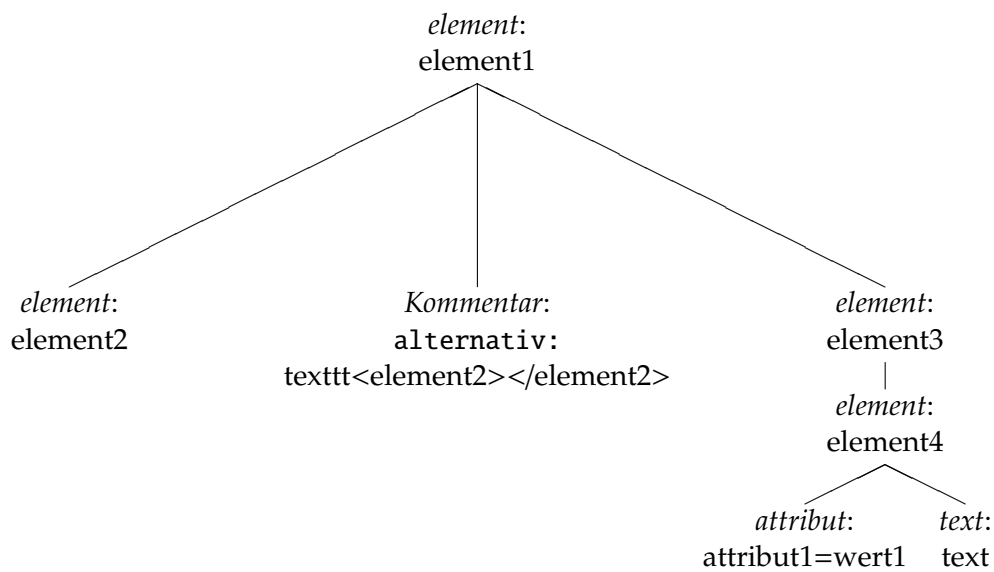 element:
element1
element:
element2
Kommentar:
alternativ:
texttt<element2></element2>
element:
element3
element:
element4
attribut:
attribut1=wert1
text:
text